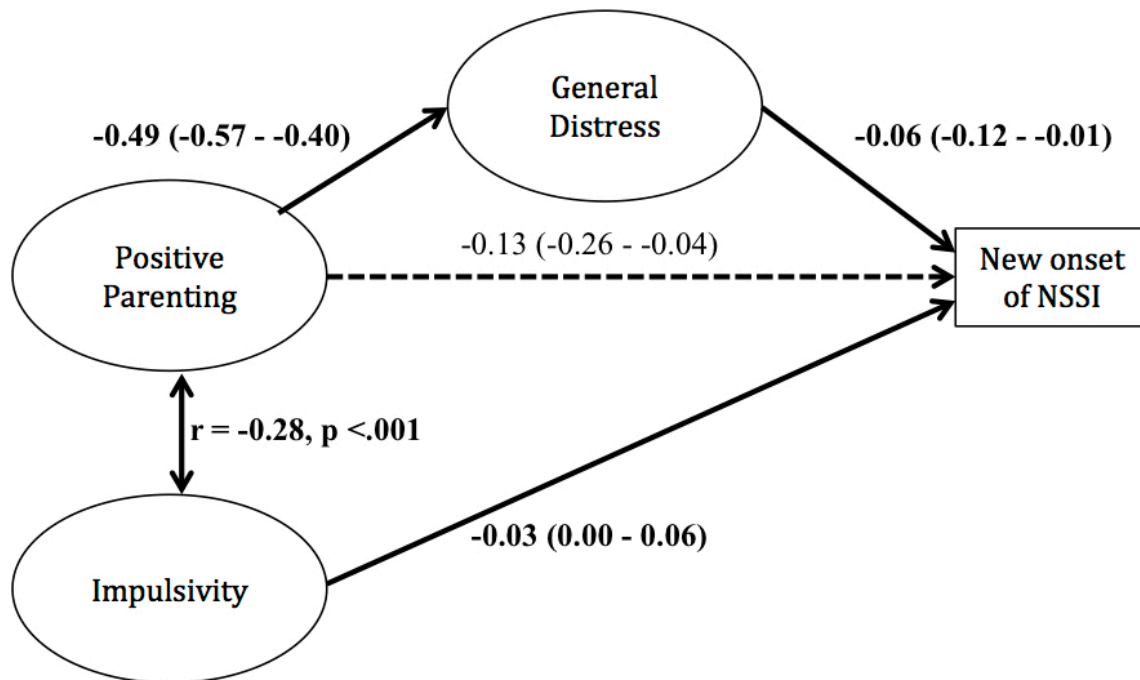 General
Distress
-0.49 (-0.57 - -0.40)
-0.06 (-0.12 - -0.01)
Positive
Parenting
-0.13 (-0.26 - -0.04)
New onset
of NSSI
r = -0.28, p <.001
-0.03 (0.00 - 0.06)
Impulsivity